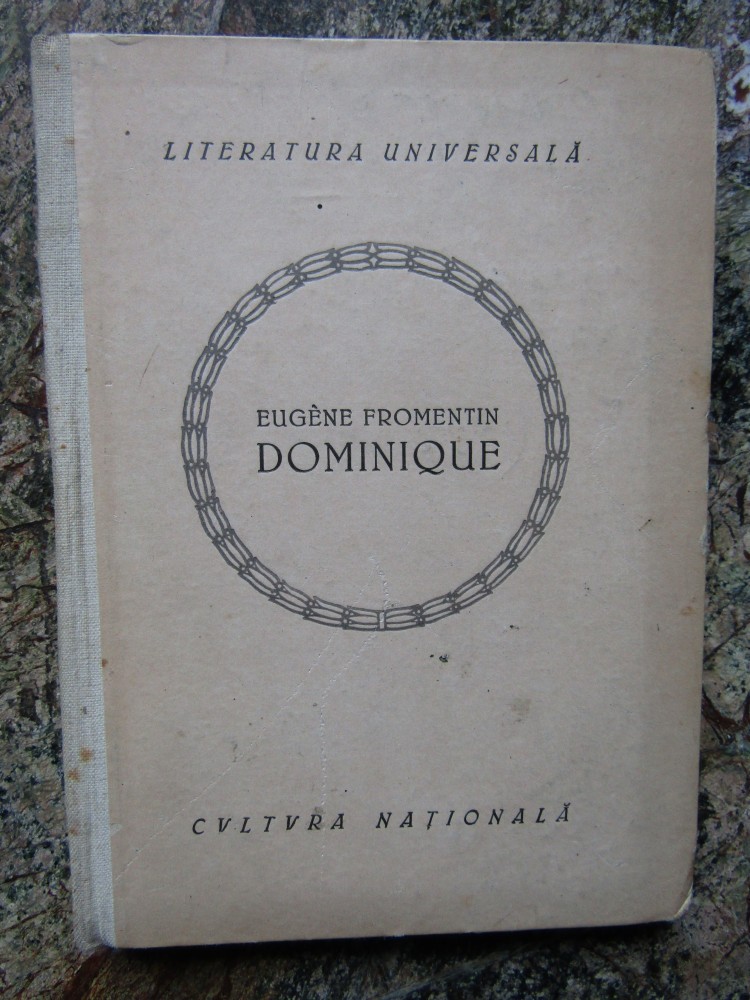 LITERATURA UNIVERSALĂ
EUGÈNE FROMENTIN
DOMINIQUE
CVLTVRA NAȚIONALĂ